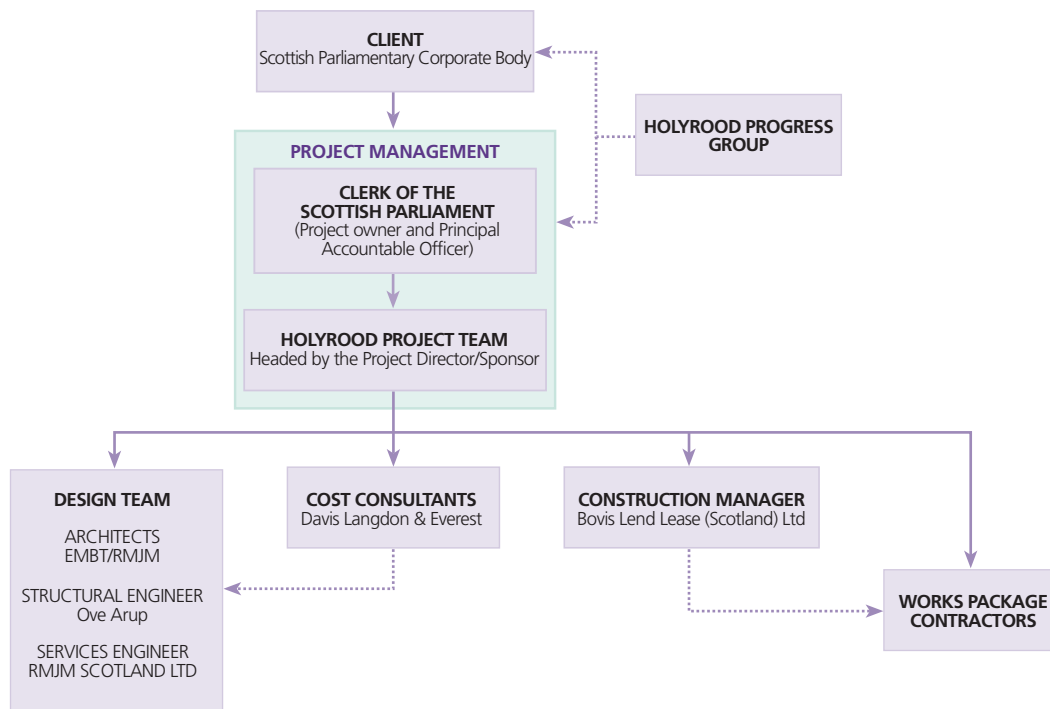 CLIENT
Scottish Parliamentary Corporate Body
HOLYROOD PROGRESS
GROUP
PROJECT MANAGEMENT
CLERK OF THE
SCOTTISH PARLIAMENT
(Project owner and Principal
Accountable Officer)
HOLYROOD PROJECT TEAM
Headed by the Project Director/Sponsor
DESIGN TEAM
ARCHITECTS
EMBT/RMJM
STRUCTURAL ENGINEER
Ove Arup
SERVICES ENGINEER
RMJM SCOTLAND LTD
COST CONSULTANTS
Davis Langdon & Everest
CONSTRUCTION MANAGER
Bovis Lend Lease (Scotland) Ltd
WORKS PACKAGE
CONTRACTORS